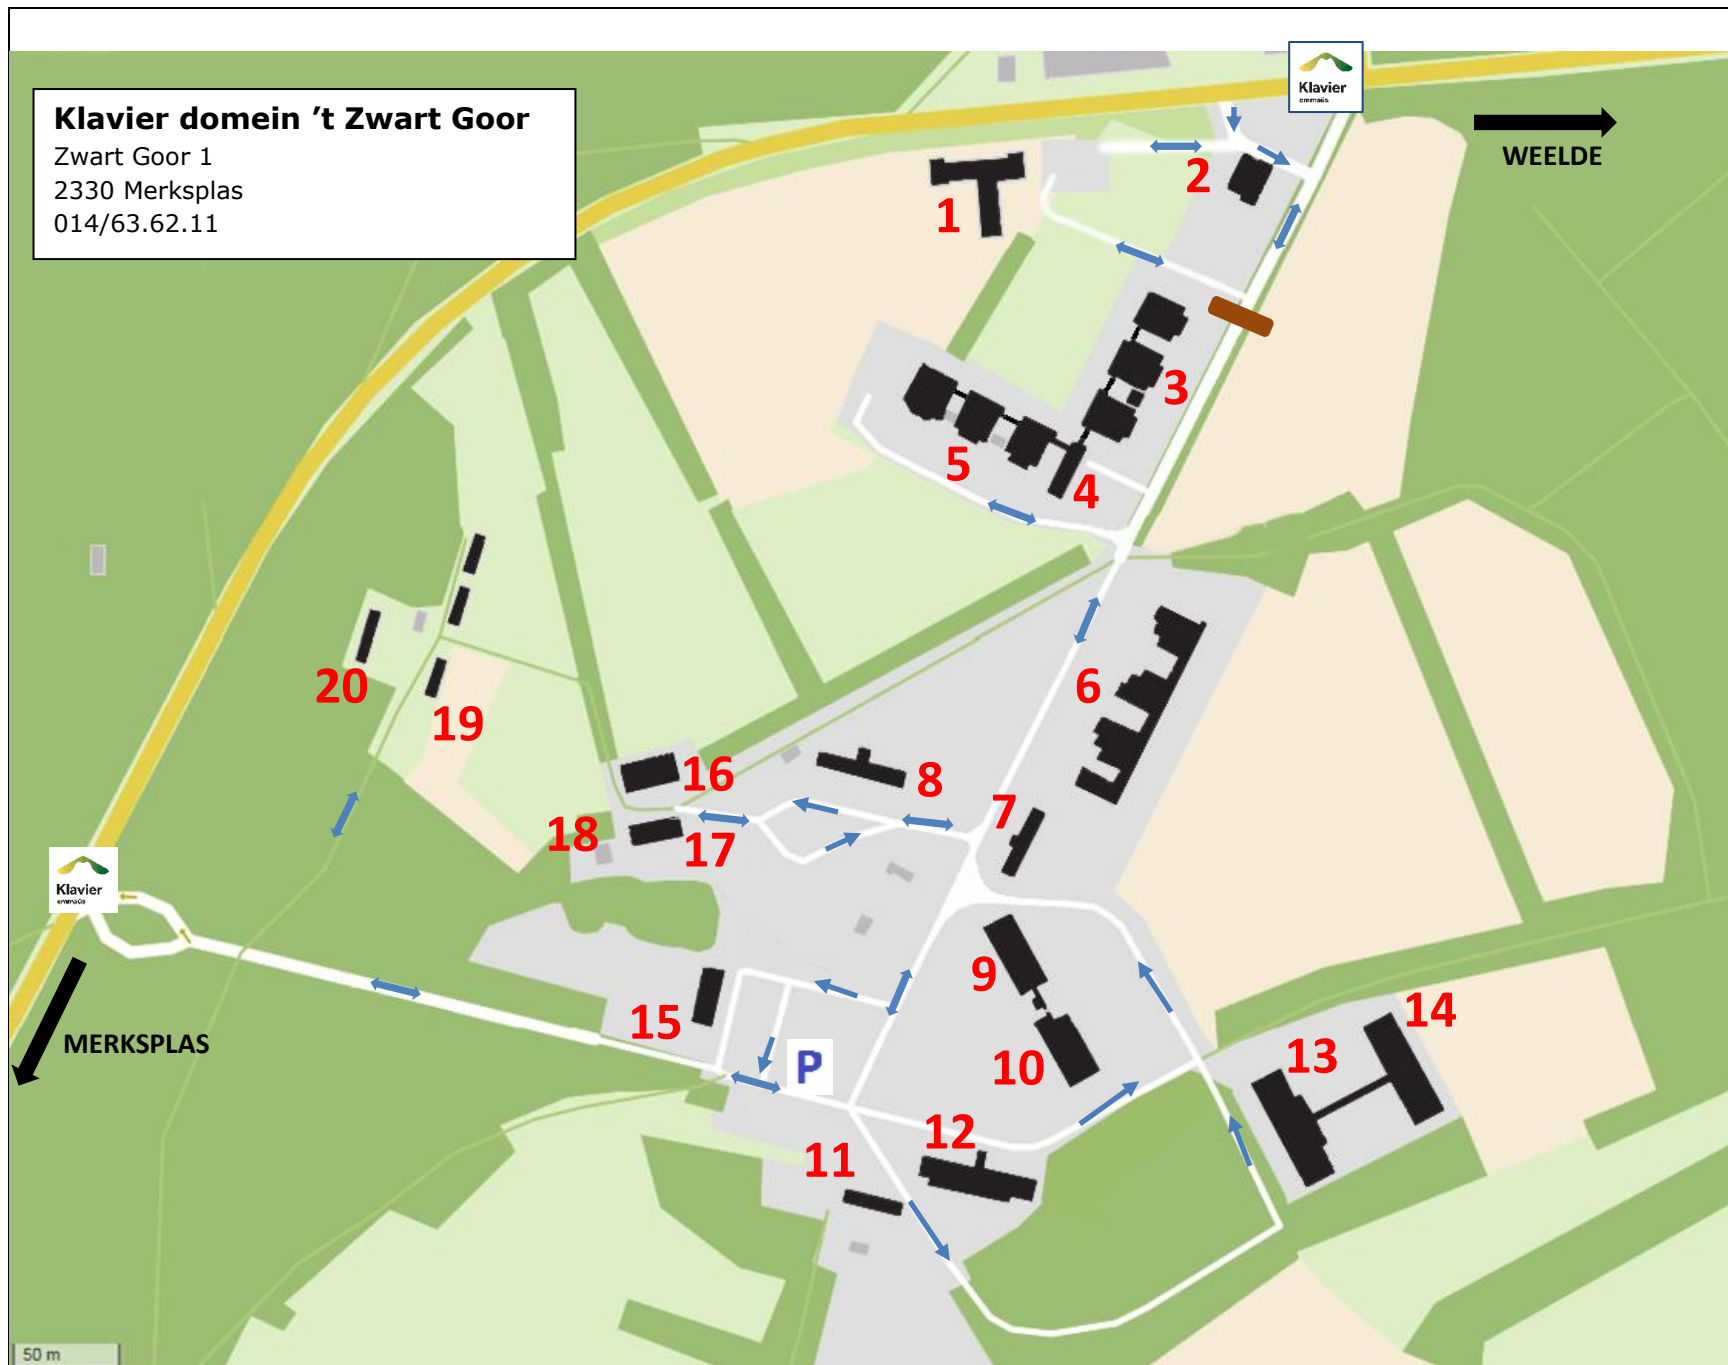 Klavier domein ’t Zwart Goor
Zwart Goor 1
2330 Merksplas
014/63.62.11
Klavier
emmaüs
WEELDE
1
2
3
4
5
6
7
8
9
10
11
12
13
14
15
16
17
18
19
20
P
Klavier
emmaüs
MERKSPLAS
50 m